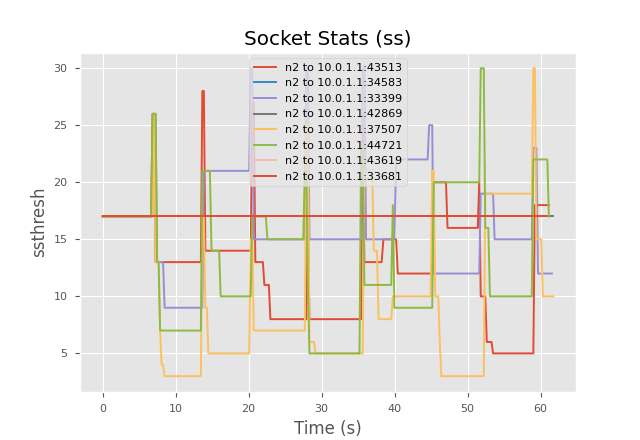 Socket Stats (ss)
n2 to 10.0.1.1:43513
n2 to 10.0.1.1:34583
n2 to 10.0.1.1:33399
n2 to 10.0.1.1:42869
n2 to 10.0.1.1:37507
n2 to 10.0.1.1:44721
n2 to 10.0.1.1:43619
n2 to 10.0.1.1:33681
30
25
20
15
10
5
ssthresh
0 10 20 30 40 50 60
Time (s)